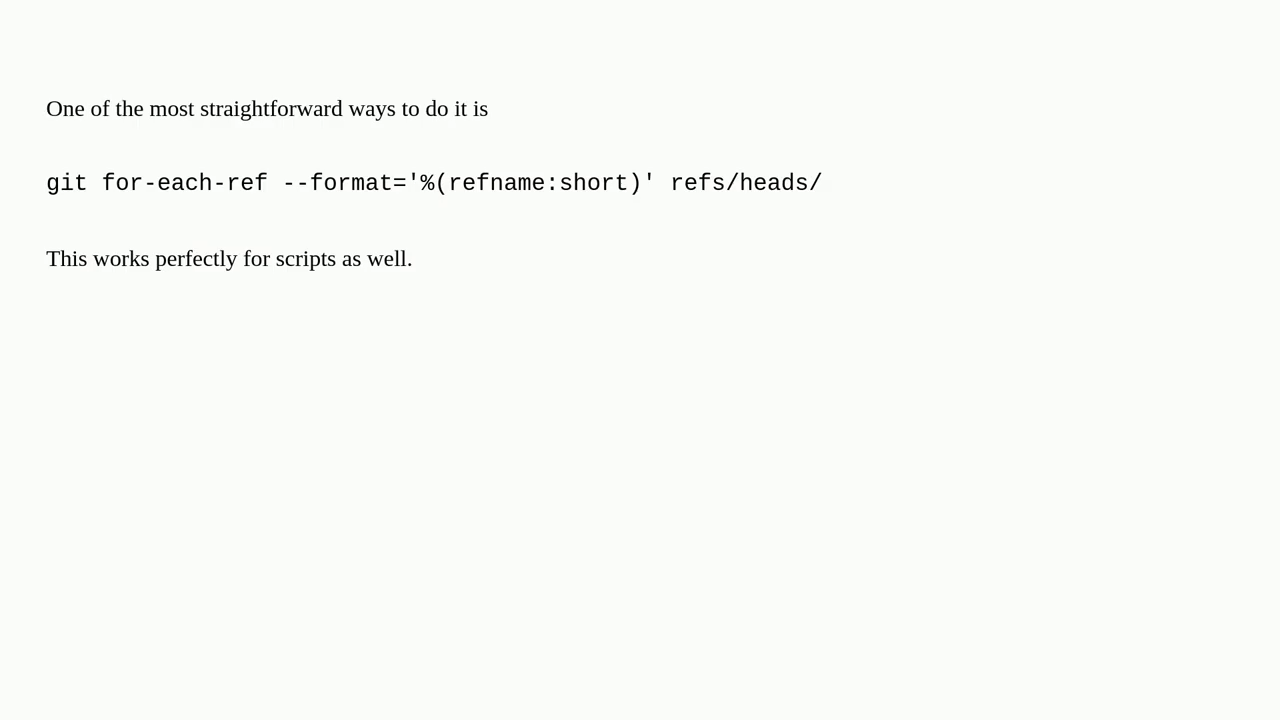 One of the most straightforward ways to do it is
git for-each-ref --format='%(refname:short)' refs/heads/
This works perfectly for scripts as well.